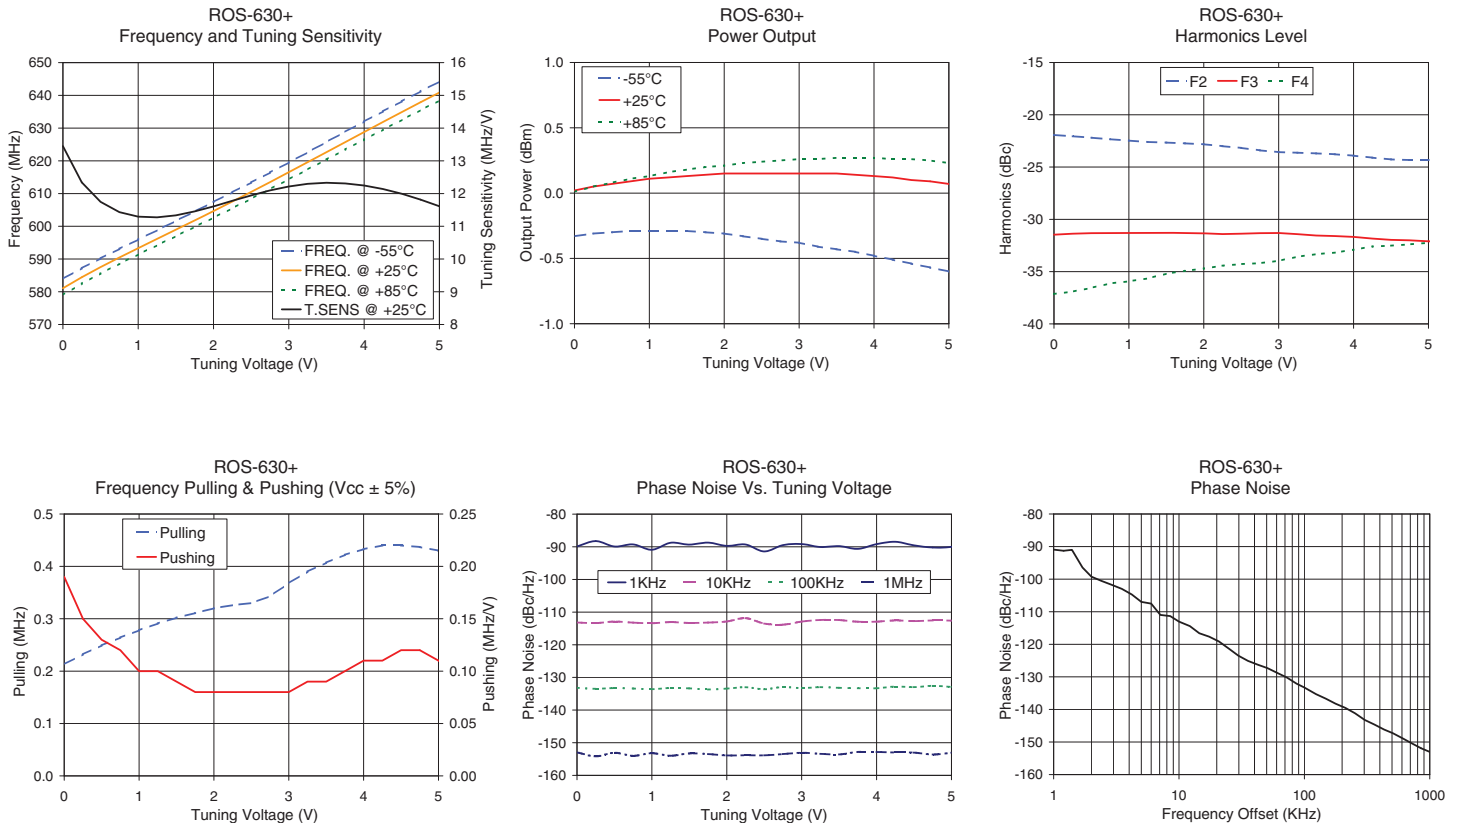 ROS-630+
Frequency and Tuning Sensitivity
650
640
630
620
610
600
590
580
570
16
15
14
13
12
11
10
9
8
Frequency (MHz)
Tuning Sensitivity (MHz/V)
FREQ. @ -55°C
FREQ. @ +25°C
FREQ. @ +85°C
T.SENS @ +25°C
0 1 2 3 4 5
Tuning Voltage (V)
ROS-630+
Power Output
1.0
0.5
0.0
-0.5
-1.0
Output Power (dBm)
-55°C
+25°C
+85°C
0 1 2 3 4 5
Tuning Voltage (V)
ROS-630+
Harmonics Level
-15
-20
-25
-30
-35
-40
Harmonics (dBc)
F2 F3 F4
0 1 2 3 4 5
Tuning Voltage (V)
ROS-630+
Frequency Pulling & Pushing (Vcc ± 5%)
0.5
0.4
0.3
0.2
0.1
0.0
0.25
0.20
0.15
0.10
0.05
0.00
Pulling (MHz)
Pushing (MHz/V)
Pulling
Pushing
0 1 2 3 4 5
Tuning Voltage (V)
ROS-630+
Phase Noise Vs. Tuning Voltage
-80
-90
-100
-110
-120
-130
-140
-150
-160
Phase Noise (dBc/Hz)
1KHz 10KHz 100KHz 1MHz
0 1 2 3 4 5
Tuning Voltage (V)
ROS-630+
Phase Noise
-80
-90
-100
-110
-120
-130
-140
-150
-160
Phase Noise (dBc/Hz)
1 10 100 1000
Frequency Offset (KHz)